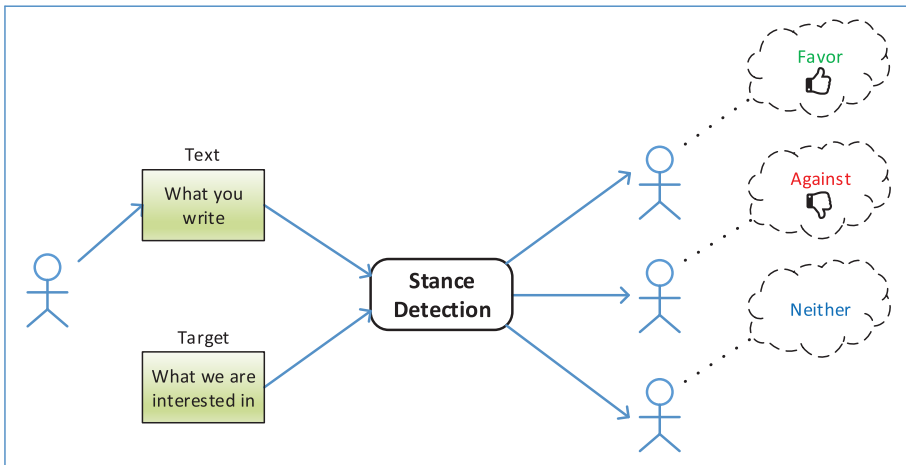 Favor
Text
What you
write
Against
Stance
Detection
Neither
Target
What we are
interested in